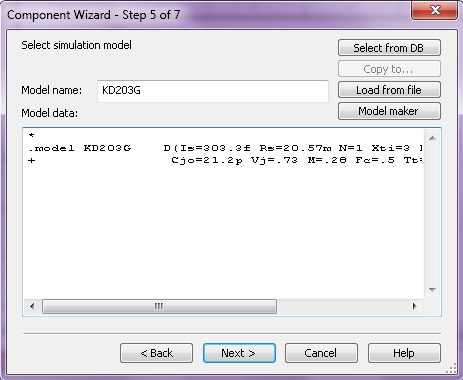 Component Wizard - Step 5 of 7
Select simulation model
Select from DB
Copy to...
Model name:
KD203G
Load from file
Model data:
Model maker
*
.model KD203G D(Is=303.3f Rs=20.57m N=1 Xti=3
+ Cjo=21.2p Vj=.73 M=.28 Fc=.5 Tt=
< Back
Next >
Cancel
Help